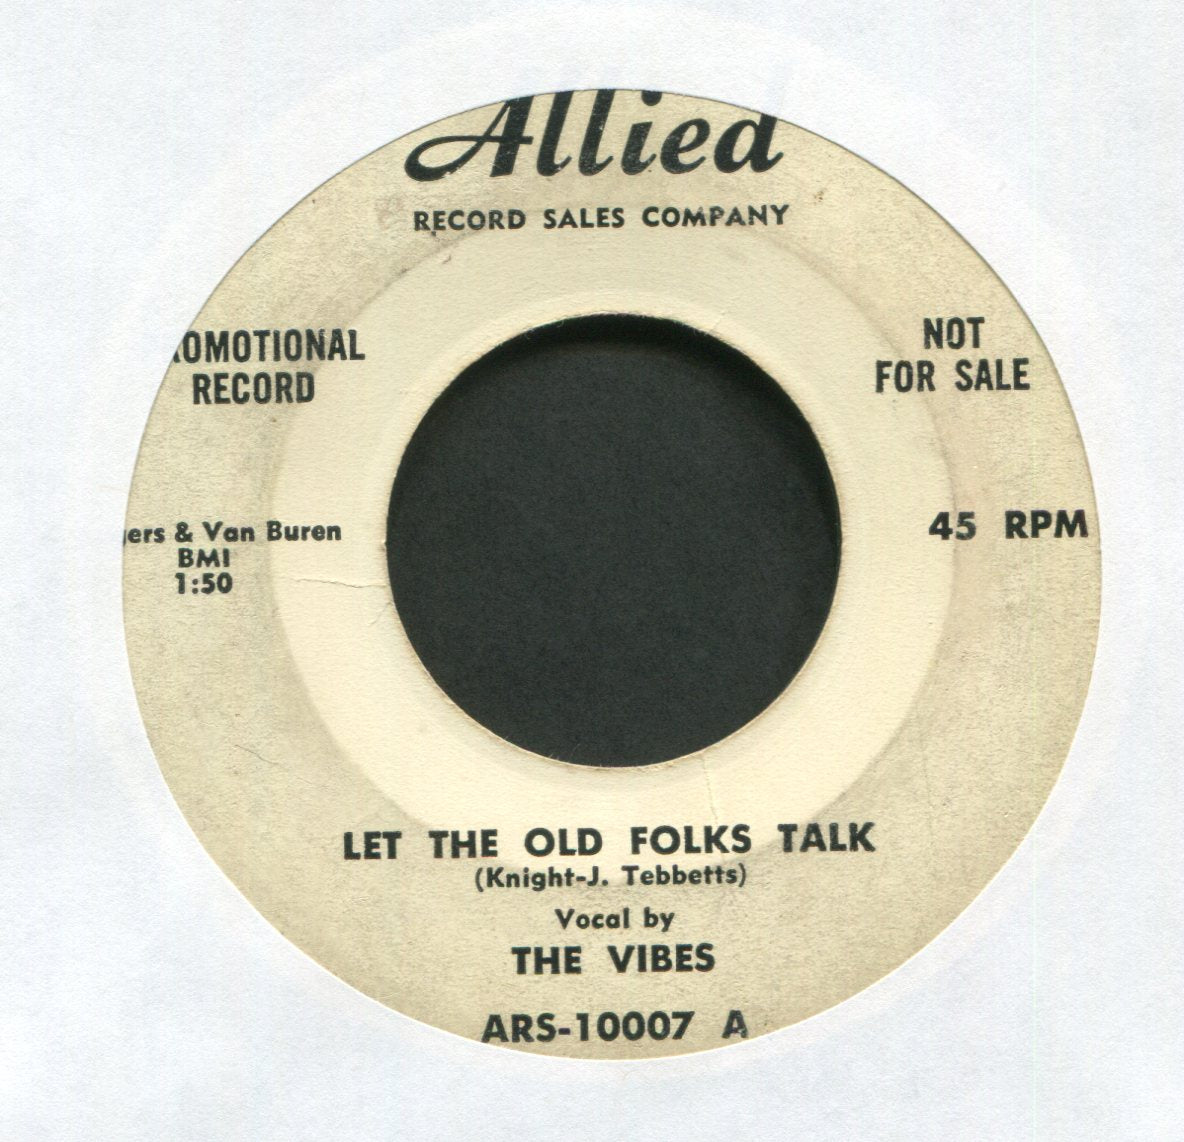 Allied
RECORD SALES COMPANY
OMOTIONAL
RECORD
NOT
FOR SALE
ers & Van Buren
BMI
1:50
45 RPM
LET THE OLD FOLKS TALK
(Knight-J. Tebbetts)
Vocal by
THE VIBES
ARS-10007 A